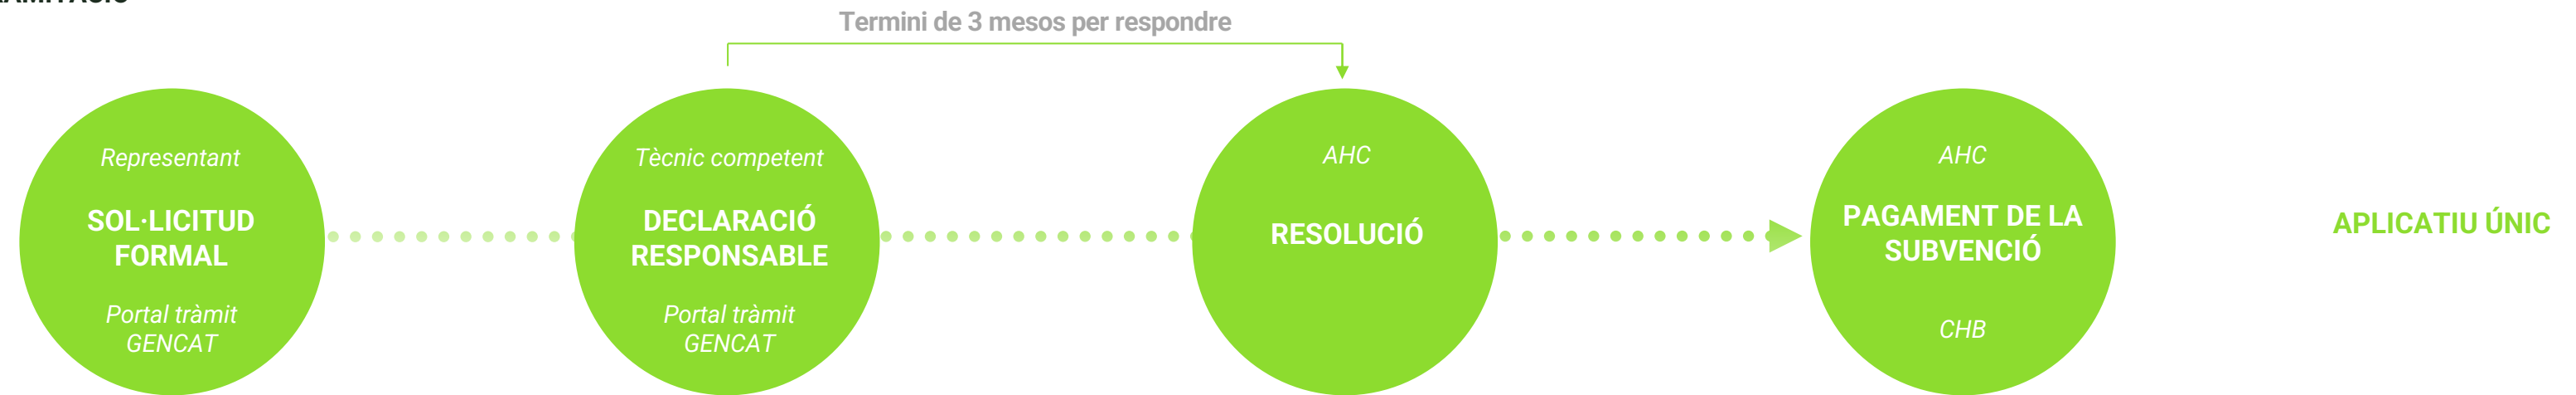 Termini de 3 mesos per respondre
Representant
SOL·LICITUD
FORMAL
Portal tràmit
GENCAT
Tècnic competent
DECLARACIÓ
RESPONSABLE
Portal tràmit
GENCAT
AHC
RESOLUCIÓ
AHC
PAGAMENT DE LA
SUBVENCIÓ
CHB
APLICATIU ÚNIC